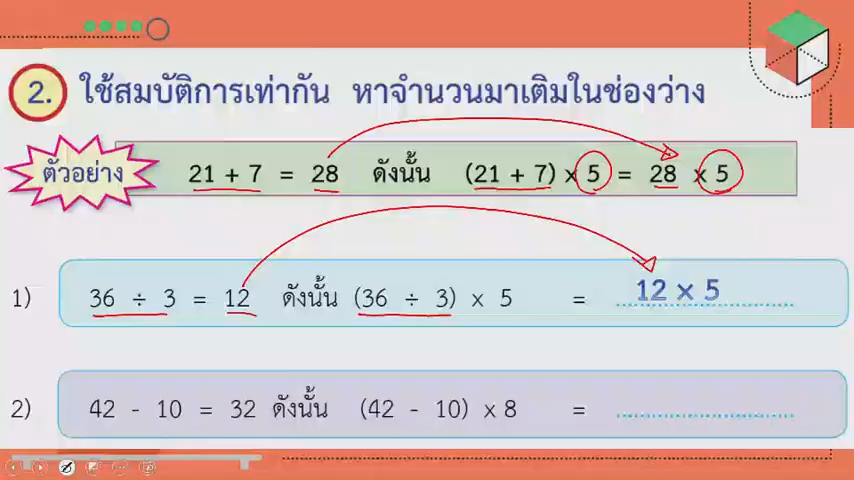 2. ใช้สมบัติการเท่ากัน หาจำนวนมาเติมในช่องว่าง
ตัวอย่าง 21 + 7 = 28 ดังนั้น (21 + 7) × 5 = 28 × 5
1) 36 ÷ 3 = 12 ดังนั้น (36 ÷ 3) × 5 = 12 × 5
2) 42 - 10 = 32 ดังนั้น (42 - 10) × 8 = ........................